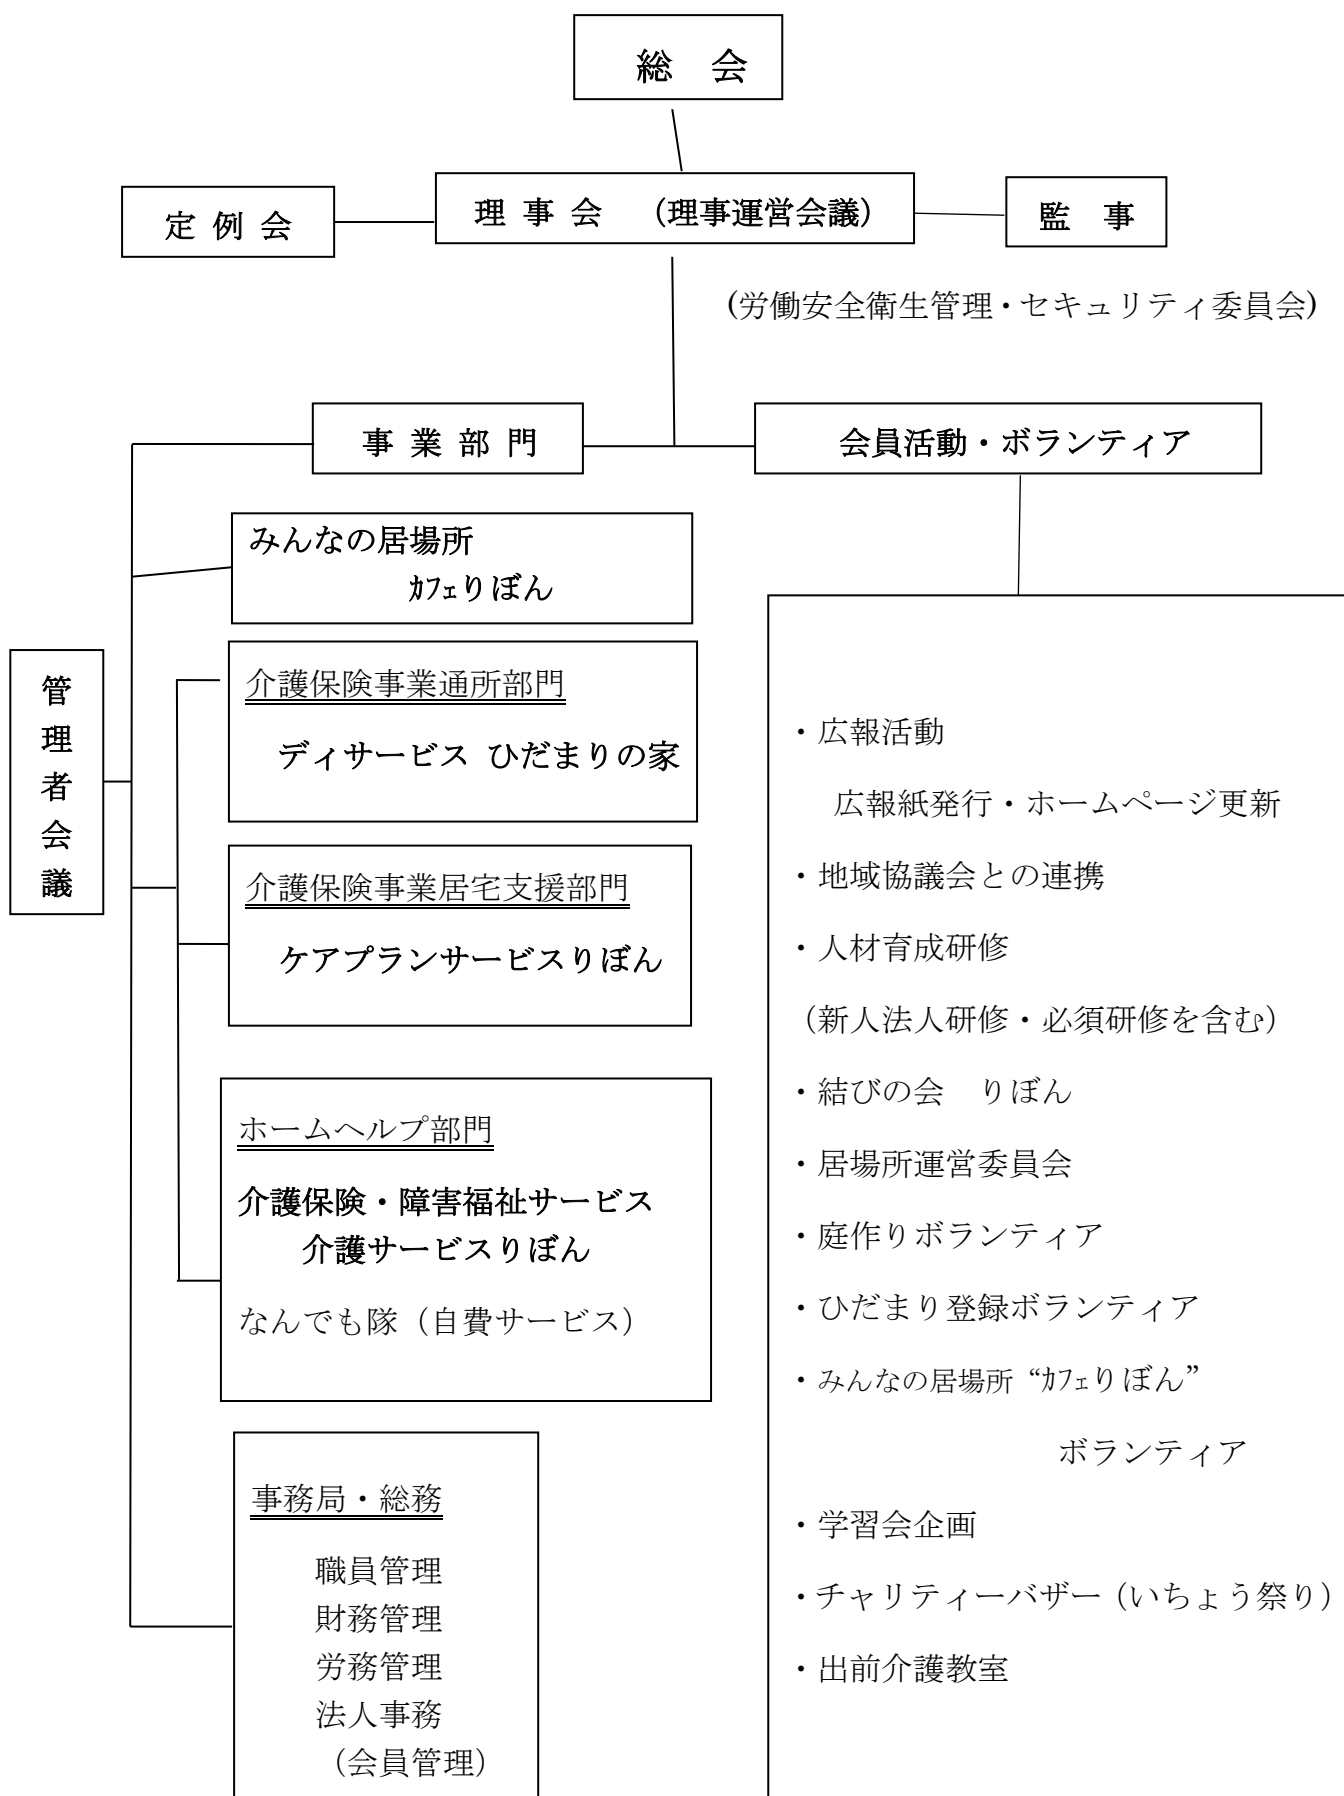 総　会
定 例 会
理 事 会　（理事運営会議）
監　事
(労働安全衛生管理・セキュリティ委員会)
事 業 部 門
会員活動・ボランティア
みんなの居場所
ｶﾌｪりぼん
管理者会議
介護保険事業通所部門
ディサービス ひだまりの家
介護保険事業居宅支援部門
ケアプランサービスりぼん
ホームヘルプ部門
介護保険・障害福祉サービス
介護サービスりぼん
なんでも隊（自費サービス）
事務局・総務
職員管理
財務管理
労務管理
法人事務
（会員管理）
・広報活動
広報紙発行・ホームページ更新
・地域協議会との連携
・人材育成研修
（新人法人研修・必須研修を含む）
・結びの会　りぼん
・居場所運営委員会
・庭作りボランティア
・ひだまり登録ボランティア
・みんなの居場所 “ｶﾌｪりぼん”
ボランティア
・学習会企画
・チャリティーバザー（いちょう祭り）
・出前介護教室